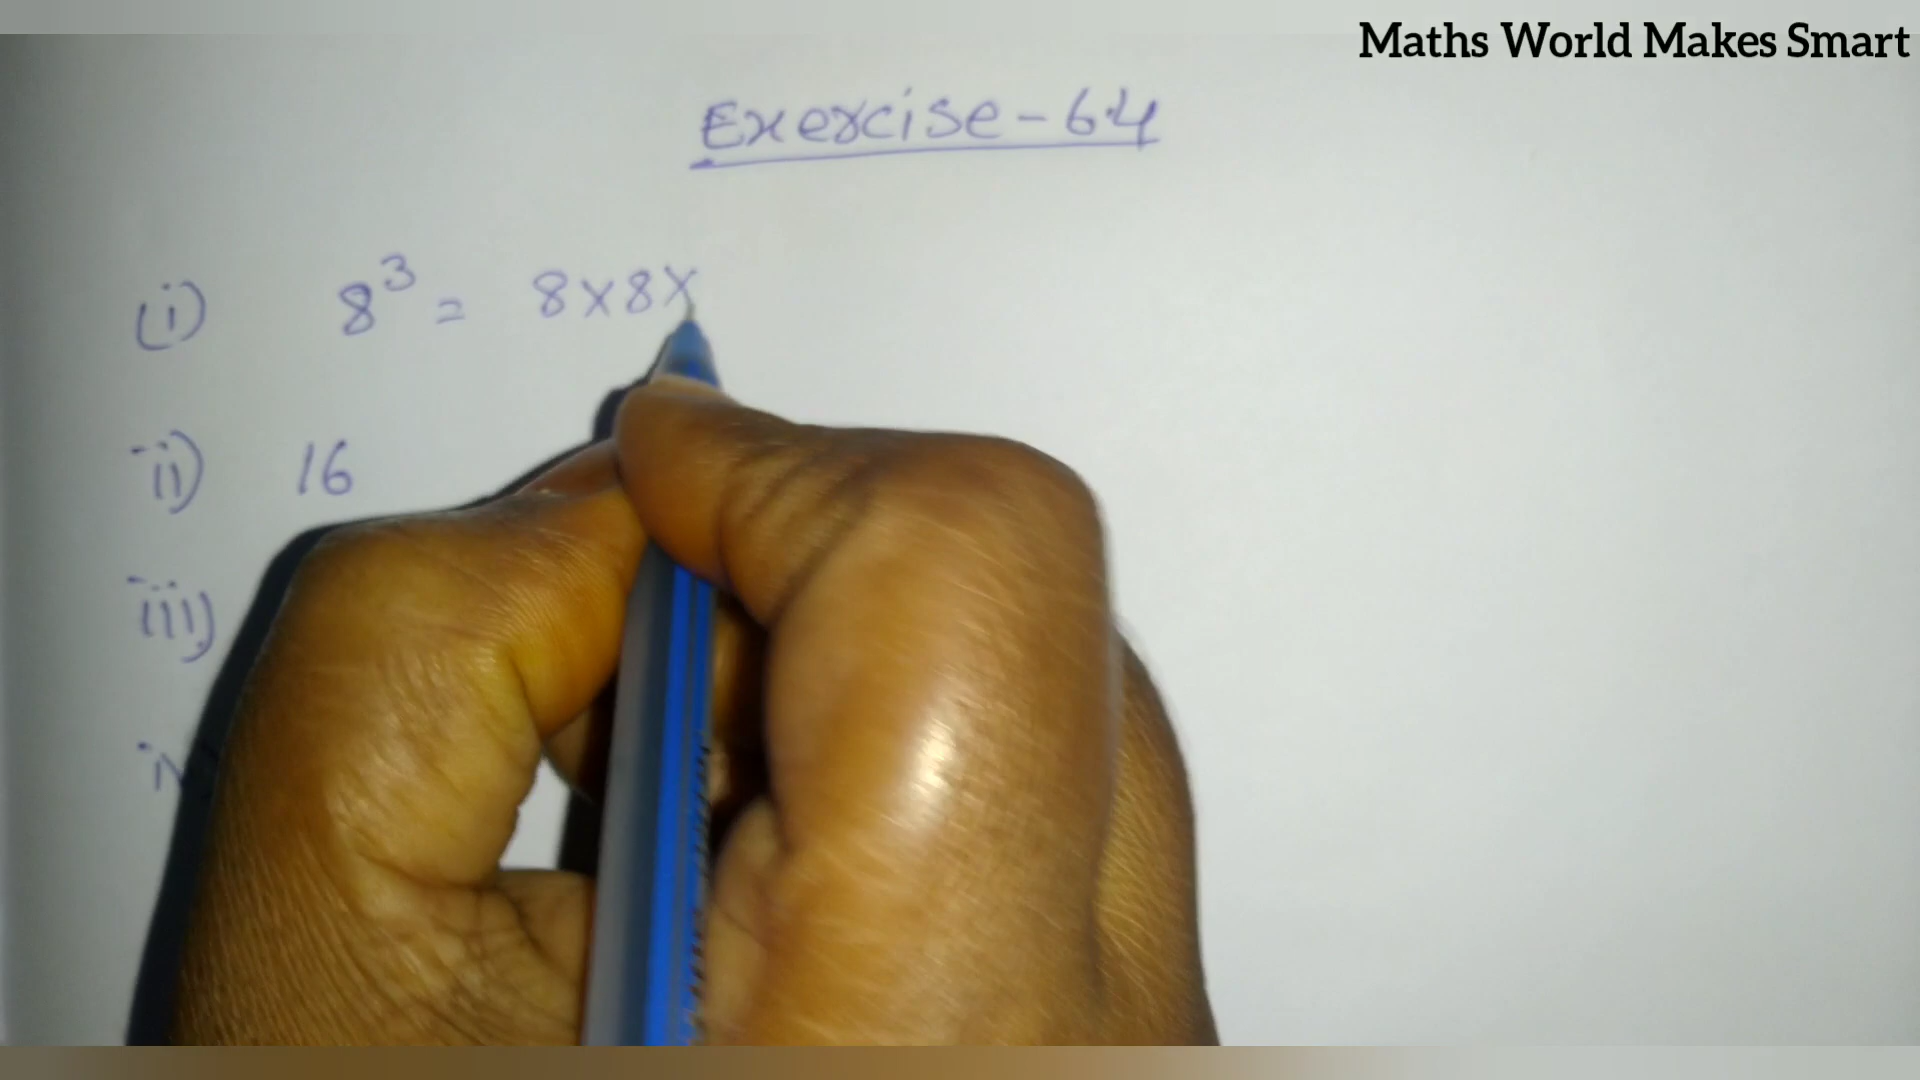 Maths World Makes Smart
Exercise - 6.4
(i) 8³ = 8×8×
ii) 16
iii)